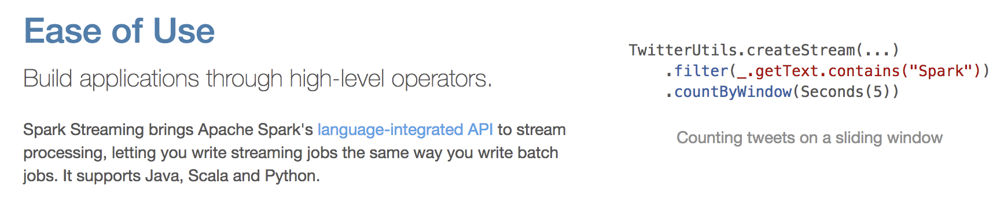 Ease of Use
Build applications through high-level operators.
Spark Streaming brings Apache Spark's language-integrated API to stream
processing, letting you write streaming jobs the same way you write batch
jobs. It supports Java, Scala and Python.
TwitterUtils.createStream(...)
    .filter(_.getText.contains("Spark"))
    .countByWindow(Seconds(5))
Counting tweets on a sliding window